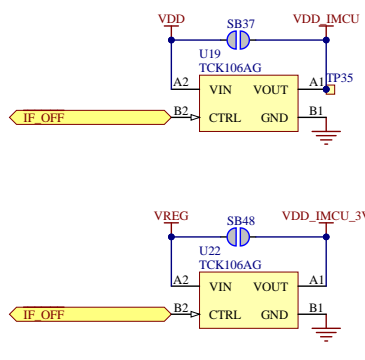 VDD SB37 VDD_IMCU
U19
TCK106AG
A2 VIN VOUT A1 TP35
IF_OFF B2 CTRL GND B1
VREG SB48 VDD_IMCU_3V
U22
TCK106AG
A2 VIN VOUT A1
IF_OFF B2 CTRL GND B1